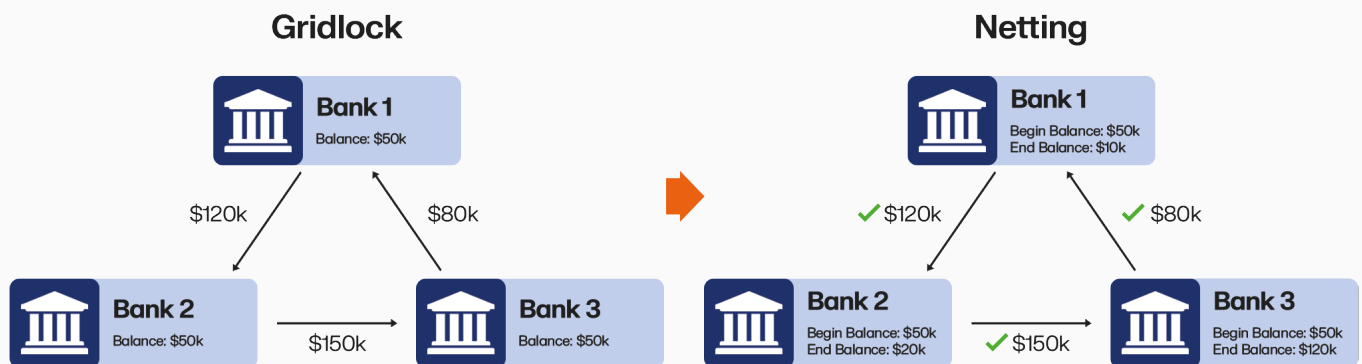 Gridlock
Bank 1
Balance: $50k
$120k
$80k
Bank 2
Balance: $50k
$150k
Bank 3
Balance: $50k
Netting
Bank 1
Begin Balance: $50k
End Balance: $10k
$120k
$80k
Bank 2
Begin Balance: $50k
End Balance: $20k
$150k
Bank 3
Begin Balance: $50k
End Balance: $120k